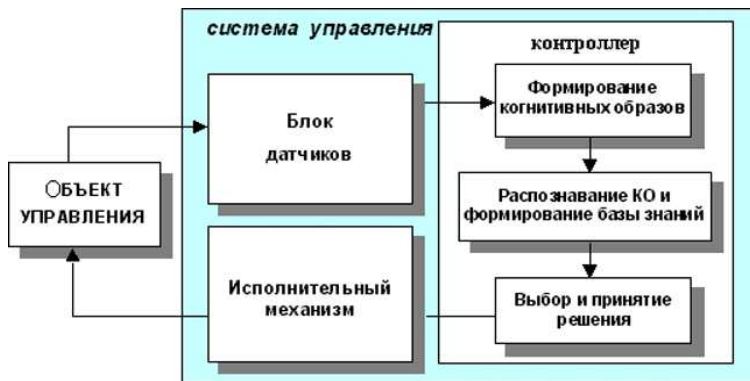 система управления
контроллер
Формирование
когнитивных образов
Блок
датчиков
ОБЪЕКТ
УПРАВЛЕНИЯ
Распознавание КО и
формирование базы знаний
Исполнительный
механизм
Выбор и принятие
решения